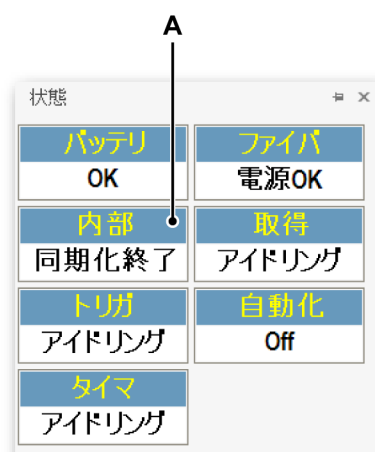 A
状態
バッテリ
OK
ファイバ
電源OK
内部
同期化終了
取得
アイドリング
トリガ
アイドリング
自動化
Off
タイマ
アイドリング